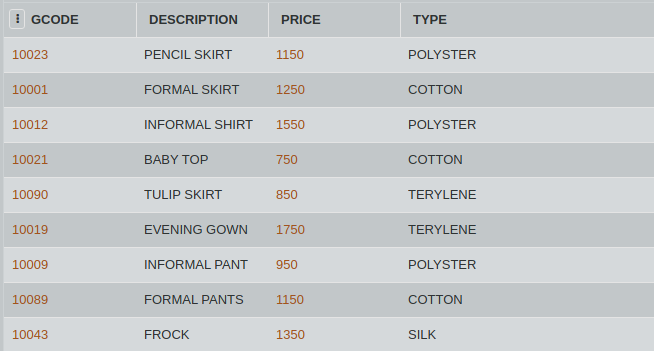 GCODE DESCRIPTION PRICE TYPE
10023 PENCIL SKIRT 1150 POLYSTER
10001 FORMAL SKIRT 1250 COTTON
10012 INFORMAL SHIRT 1550 POLYSTER
10021 BABY TOP 750 COTTON
10090 TULIP SKIRT 850 TERYLENE
10019 EVENING GOWN 1750 TERYLENE
10009 INFORMAL PANT 950 POLYSTER
10089 FORMAL PANTS 1150 COTTON
10043 FROCK 1350 SILK